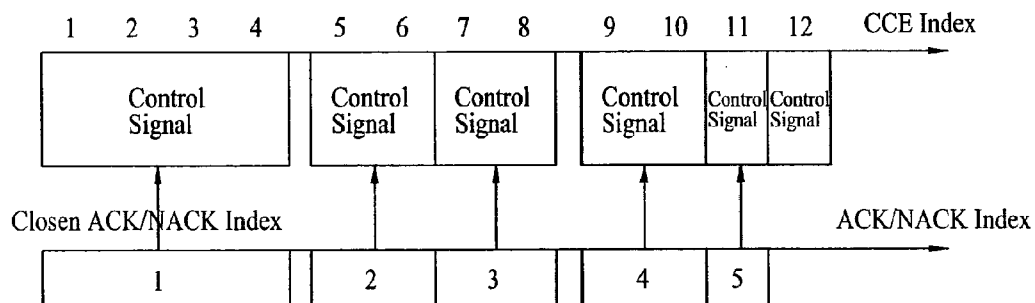 1 2 3 4 5 6 7 8 9 10 11 12 CCE Index
Control Signal
Control Signal
Control Signal
Control Signal
Control Signal
Control Signal
Closen ACK/NACK Index
ACK/NACK Index
1 2 3 4 5